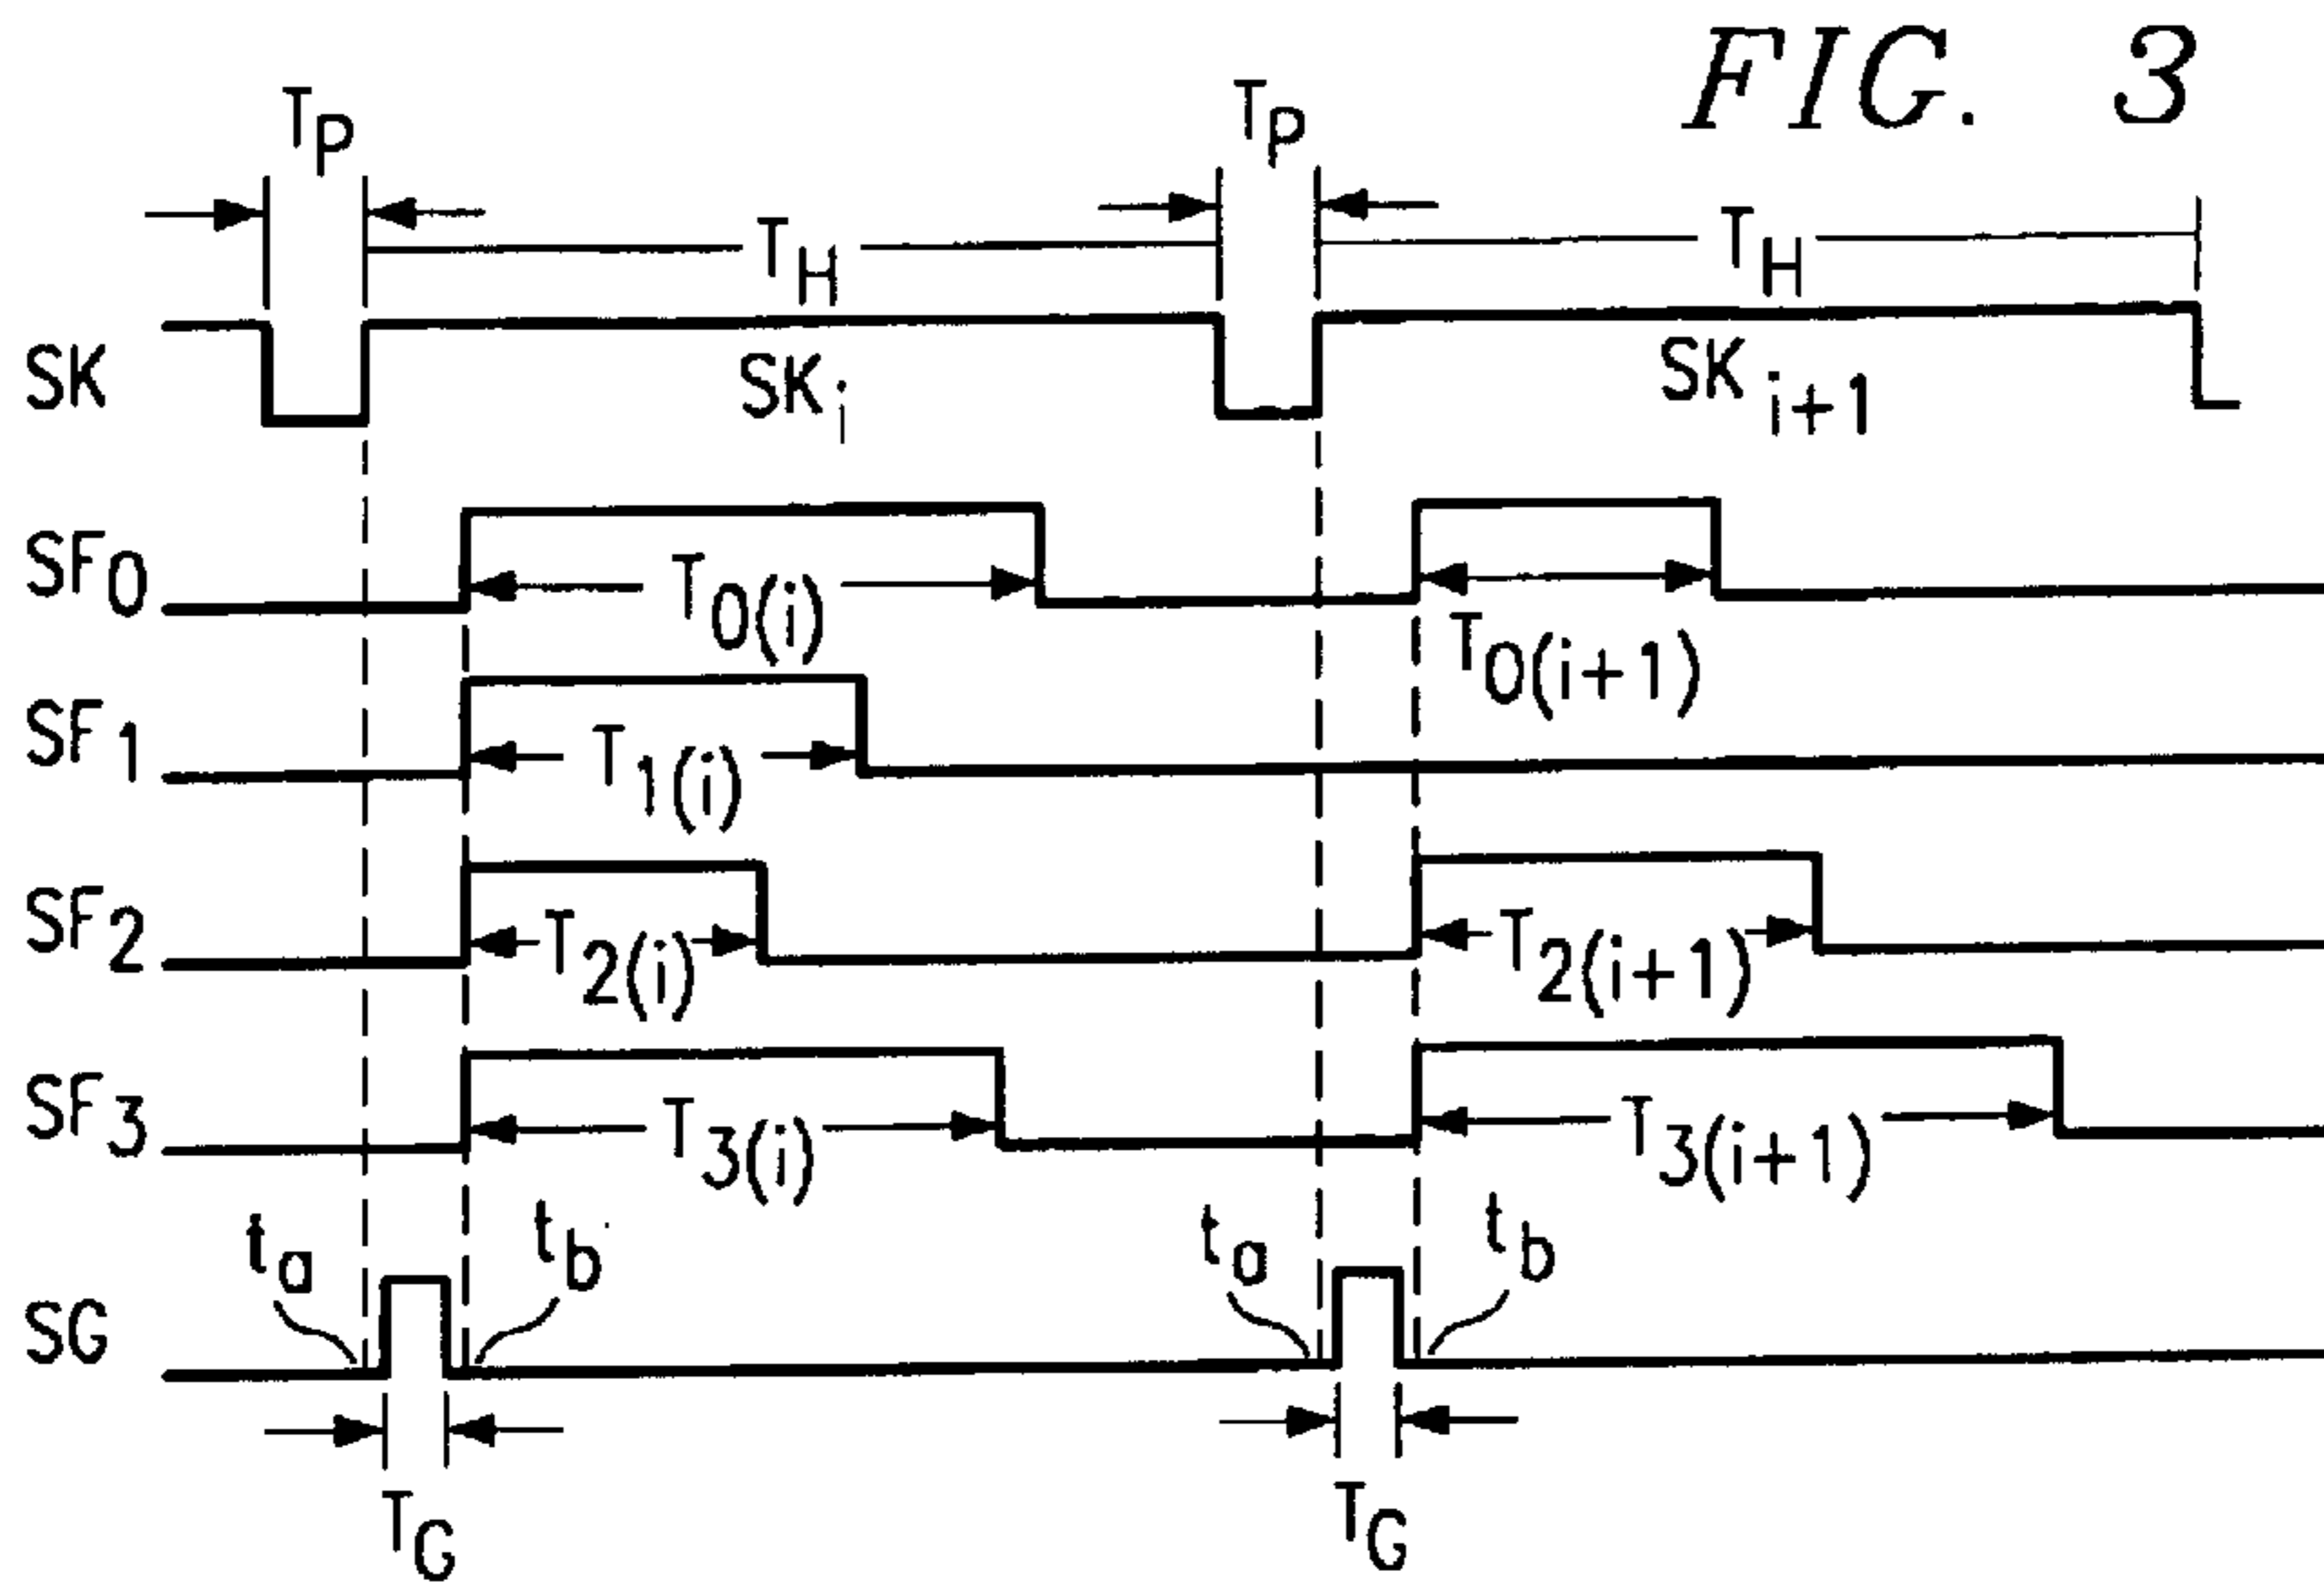 FIG. 3
TP TP
TH TH
SK SKi SKi+1
SF0 T0(i) T0(i+1)
SF1 T1(i)
SF2 T2(i) T2(i+1)
SF3 T3(i) T3(i+1)
ta tb ta tb
SG
TG TG